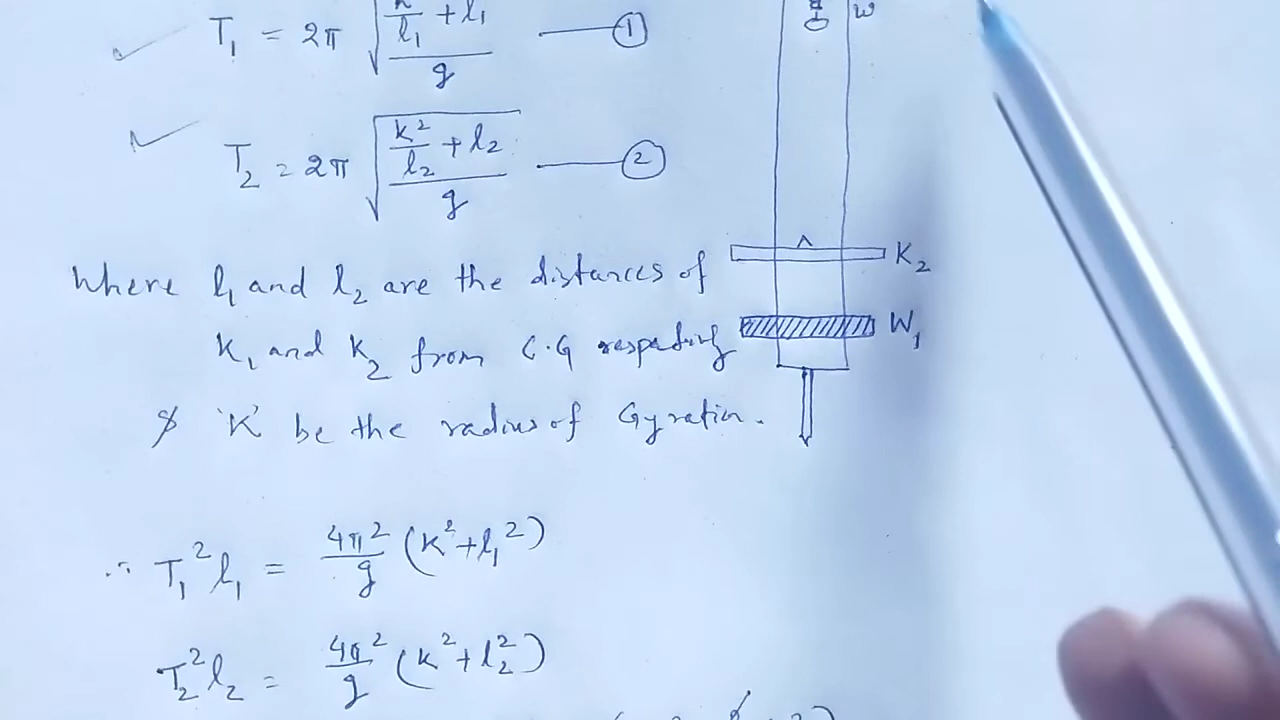 T₁ = 2π √((k²/l₁ + l₁)/g) —— ①
w
T₂ = 2π √((k²/l₂ + l₂)/g) —— ②
K₂
Where l₁ and l₂ are the distances of
K₁ and K₂ from C.G
W₁
& 'K' be the radius of Gyration.
∴ T₁² l₁ = 4π²/g (K² + l₁²)
T₂² l₂ = 4π²/g (K² + l₂²)